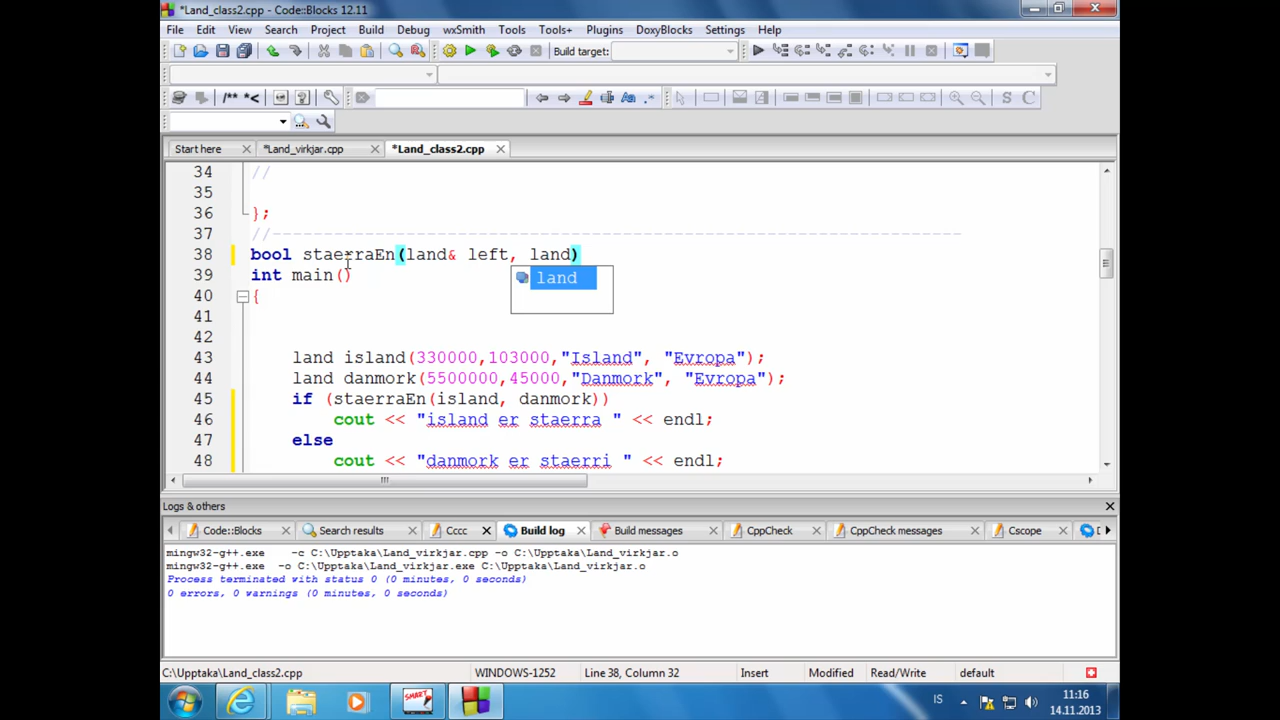 *Land_class2.cpp - Code::Blocks 12.11
File Edit View Search Project Build Debug wxSmith Tools Tools+ Plugins DoxyBlocks Settings Help
Build target:
/** *<
Aa .*
S C
Start here *Land_virkjar.cpp *Land_class2.cpp
34 //
35
36 };
37 //-------------------------------------------------------------------
38 bool staerraEn(land& left, land)
39 int main()
land
40 {
41
42
43 land island(330000,103000,"Island", "Evropa");
44 land danmork(5500000,45000,"Danmork", "Evropa");
45 if (staerraEn(island, danmork))
46 cout << "island er staerra " << endl;
47 else
48 cout << "danmork er staerri " << endl;
Logs & others
Code::Blocks Search results Cccc Build log Build messages CppCheck CppCheck messages Cscope
mingw32-g++.exe -c C:\Upptaka\Land_virkjar.cpp -o C:\Upptaka\Land_virkjar.o
mingw32-g++.exe -o C:\Upptaka\Land_virkjar.exe C:\Upptaka\Land_virkjar.o
Process terminated with status 0 (0 minutes, 0 seconds)
0 errors, 0 warnings (0 minutes, 0 seconds)
C:\Upptaka\Land_class2.cpp WINDOWS-1252 Line 38, Column 32 Insert Modified Read/Write default
SMART IS 11:16
14.11.2013